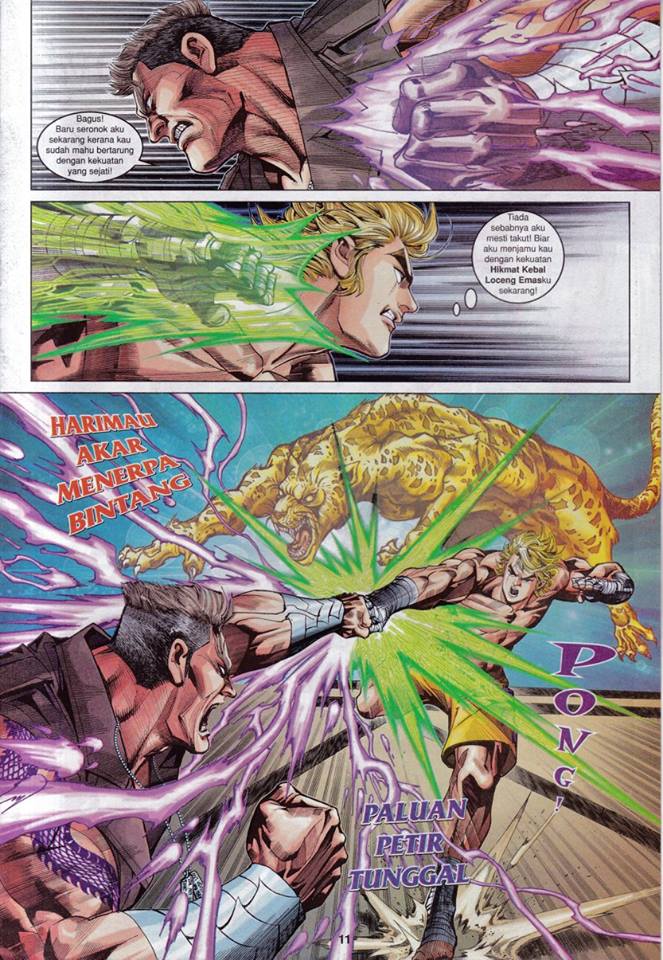 Bagus!
Baru seronok aku
sekarang kerana kau
sudah mahu bertarung
dengan kekuatan
yang sejati!
Tiada
sebabnya aku
mesti takut! Biar
aku menjamu kau
dengan kekuatan
Hikmat Kebal
Loceng Emasku
sekarang!
HARIMAU
AKAR
MENERPA
BINTANG
PONG!
PALUAN
PETIR
TUNGGAL
11